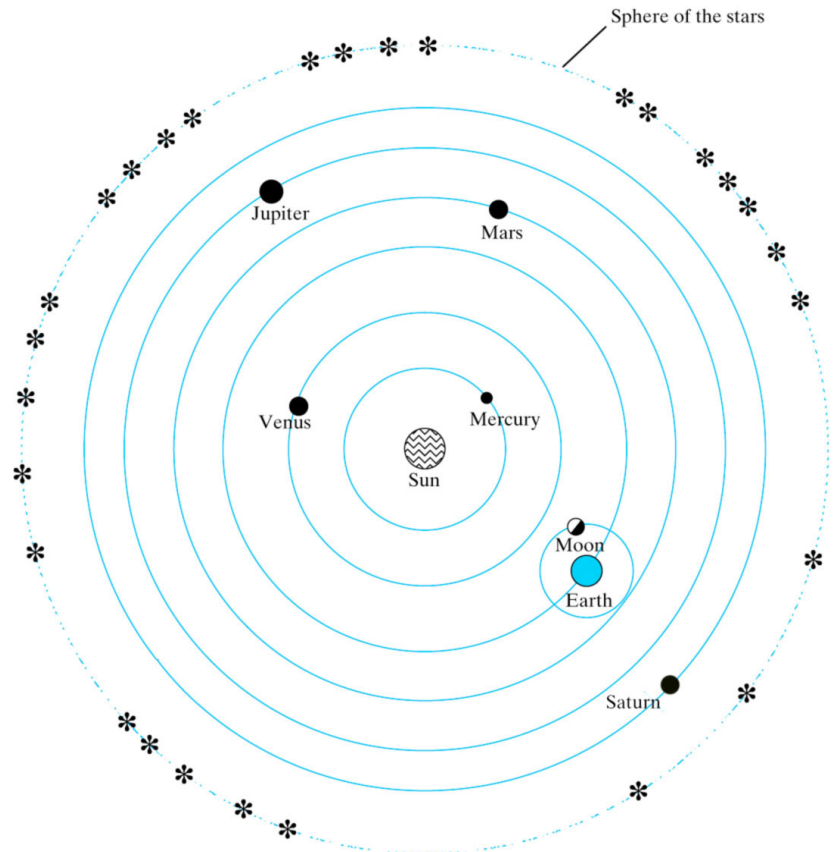 Sphere of the stars
Jupiter
Mars
Venus
Mercury
Sun
Moon
Earth
Saturn